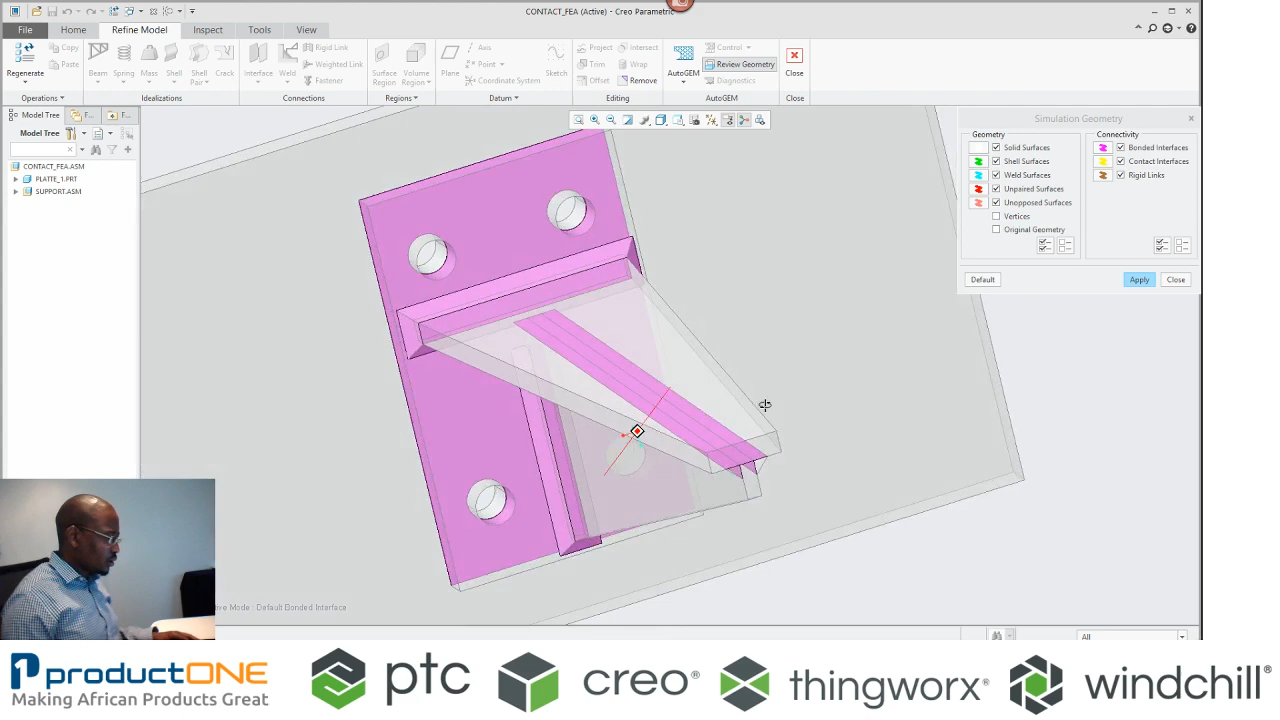 CONTACT_FEA (Active) - Creo Parametric
File Home Refine Model Inspect Tools View
Regenerate Copy Paste Beam Spring Mass Shell Shell Pair Crack Interface Weld Rigid Link Weighted Link Fastener Surface Region Volume Region Plane Axis Point Coordinate System Sketch Project Intersect Trim Wrap Offset Remove AutoGEM Control Review Geometry Diagnostics Close
Operations Idealizations Connections Regions Datum Editing AutoGEM Close
Model Tree F... F...
Model Tree
CONTACT_FEA.ASM
PLATTE_1.PRT
SUPPORT.ASM
Simulation Geometry
Geometry Connectivity
Solid Surfaces Bonded Interfaces
Shell Surfaces Contact Interfaces
Weld Surfaces Rigid Links
Unpaired Surfaces
Unopposed Surfaces
Vertices
Original Geometry
Default Apply Close
tive Mode : Default Bonded Interface
All
productONE
Making African Products Great
ptc
creo®
thingworx®
windchill®